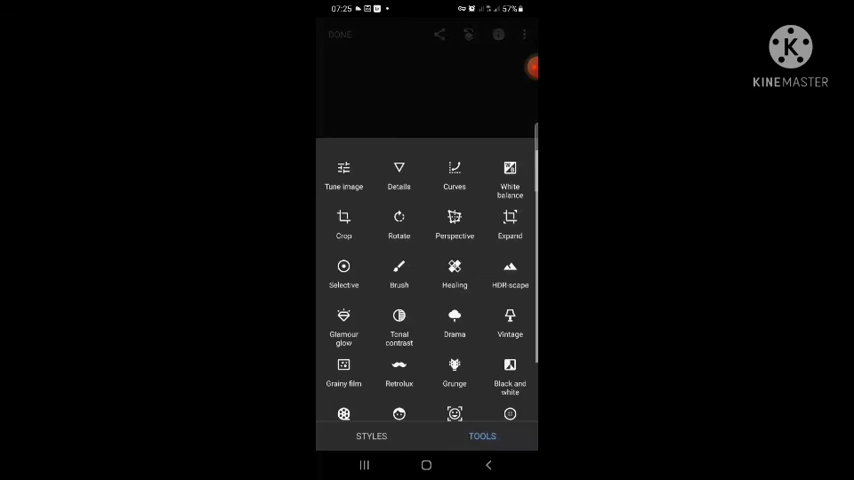 07:25
57%
DONE
K
KINEMASTER
Tune image
Details
Curves
White
balance
Crop
Rotate
Perspective
Expand
Selective
Brush
Healing
HDR-scape
Glamour
glow
Tonal
contrast
Drama
Vintage
Grainy film
Retrolux
Grunge
Black and
white
STYLES
TOOLS